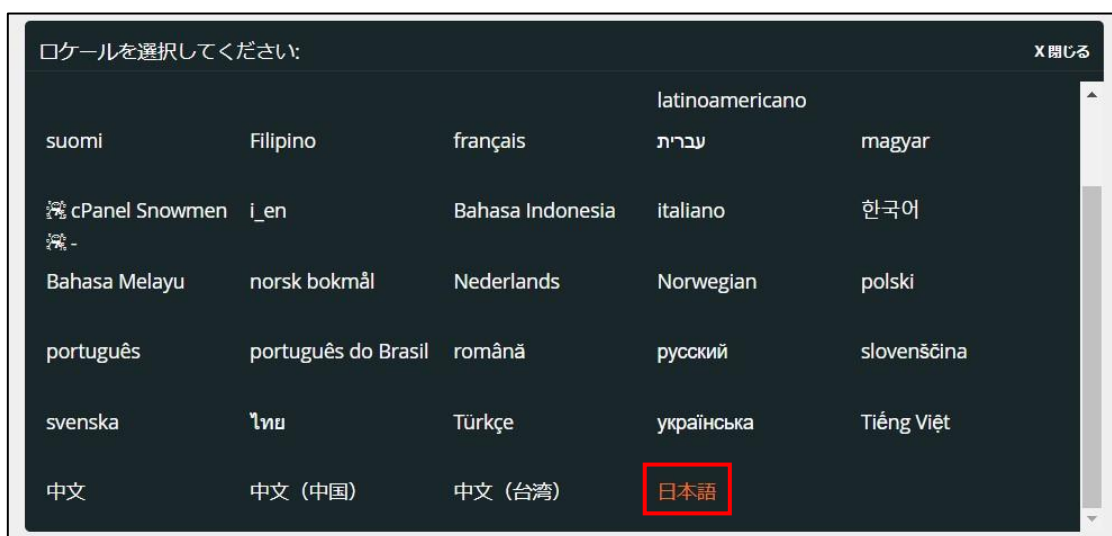 ロケールを選択してください:
X 閉じる
latinoamericano
suomi
Filipino
français
עברית
magyar
☃ cPanel Snowmen
☃ -
i_en
Bahasa Indonesia
italiano
한국어
Bahasa Melayu
norsk bokmål
Nederlands
Norwegian
polski
português
português do Brasil
română
русский
slovenščina
svenska
ไทย
Türkçe
українська
Tiếng Việt
中文
中文（中国）
中文（台湾）
日本語